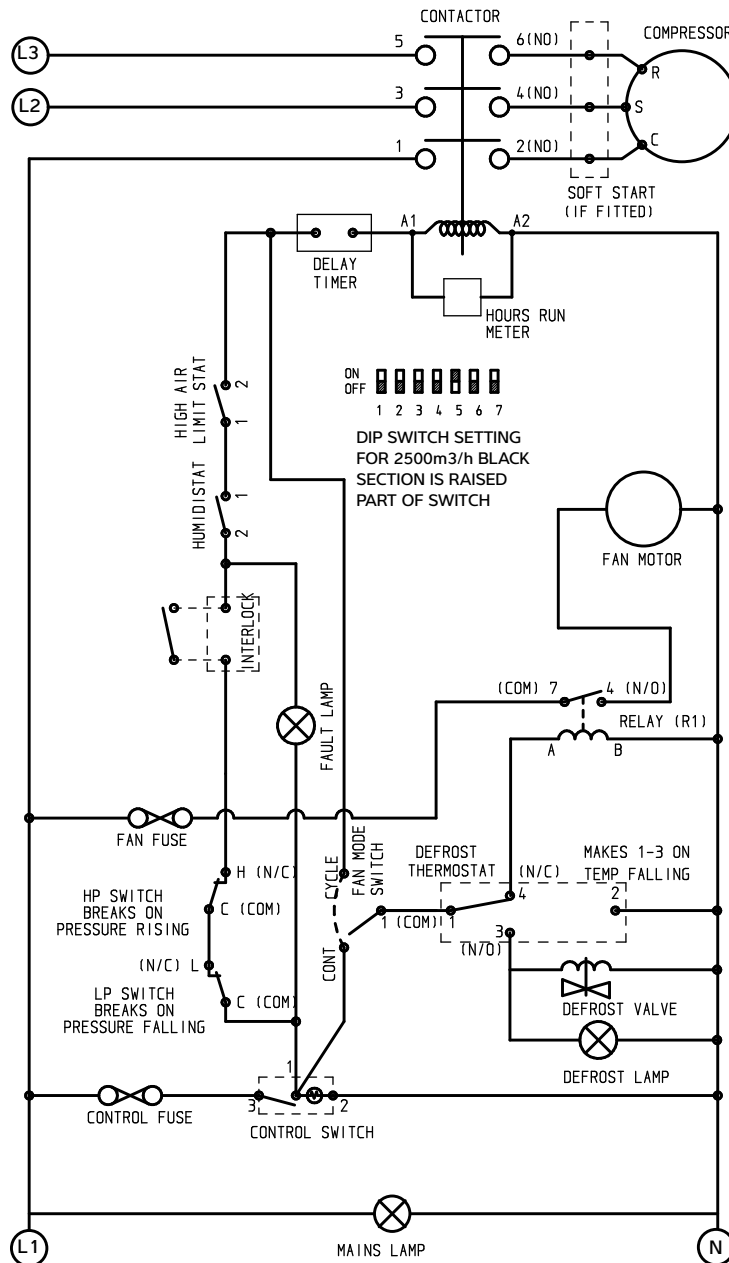 CONTACTOR
COMPRESSOR
L3
5
6(NO)
R
L2
3
4(NO)
S
1
2(NO)
C
SOFT START
(IF FITTED)
A1
A2
DELAY
TIMER
HOURS RUN
METER
HIGH AIR
LIMIT STAT
2
1
ON
OFF
1 2 3 4 5 6 7
DIP SWITCH SETTING
FOR 2500m3/h BLACK
SECTION IS RAISED
PART OF SWITCH
HUMIDISTAT
1
2
FAN MOTOR
INTERLOCK
(COM) 7
4 (N/O)
RELAY (R1)
A
B
FAULT LAMP
FAN FUSE
FAN MODE
SWITCH
CYCLE
CONT
DEFROST
THERMOSTAT
(N/C)
4
MAKES 1-3 ON
TEMP FALLING
H (N/C)
HP SWITCH
BREAKS ON
PRESSURE RISING
C (COM)
1 (COM)
1
2
3
(N/O)
(N/C) L
LP SWITCH
BREAKS ON
PRESSURE FALLING
C (COM)
DEFROST VALVE
DEFROST LAMP
1
3
2
CONTROL FUSE
CONTROL SWITCH
L1
MAINS LAMP
N